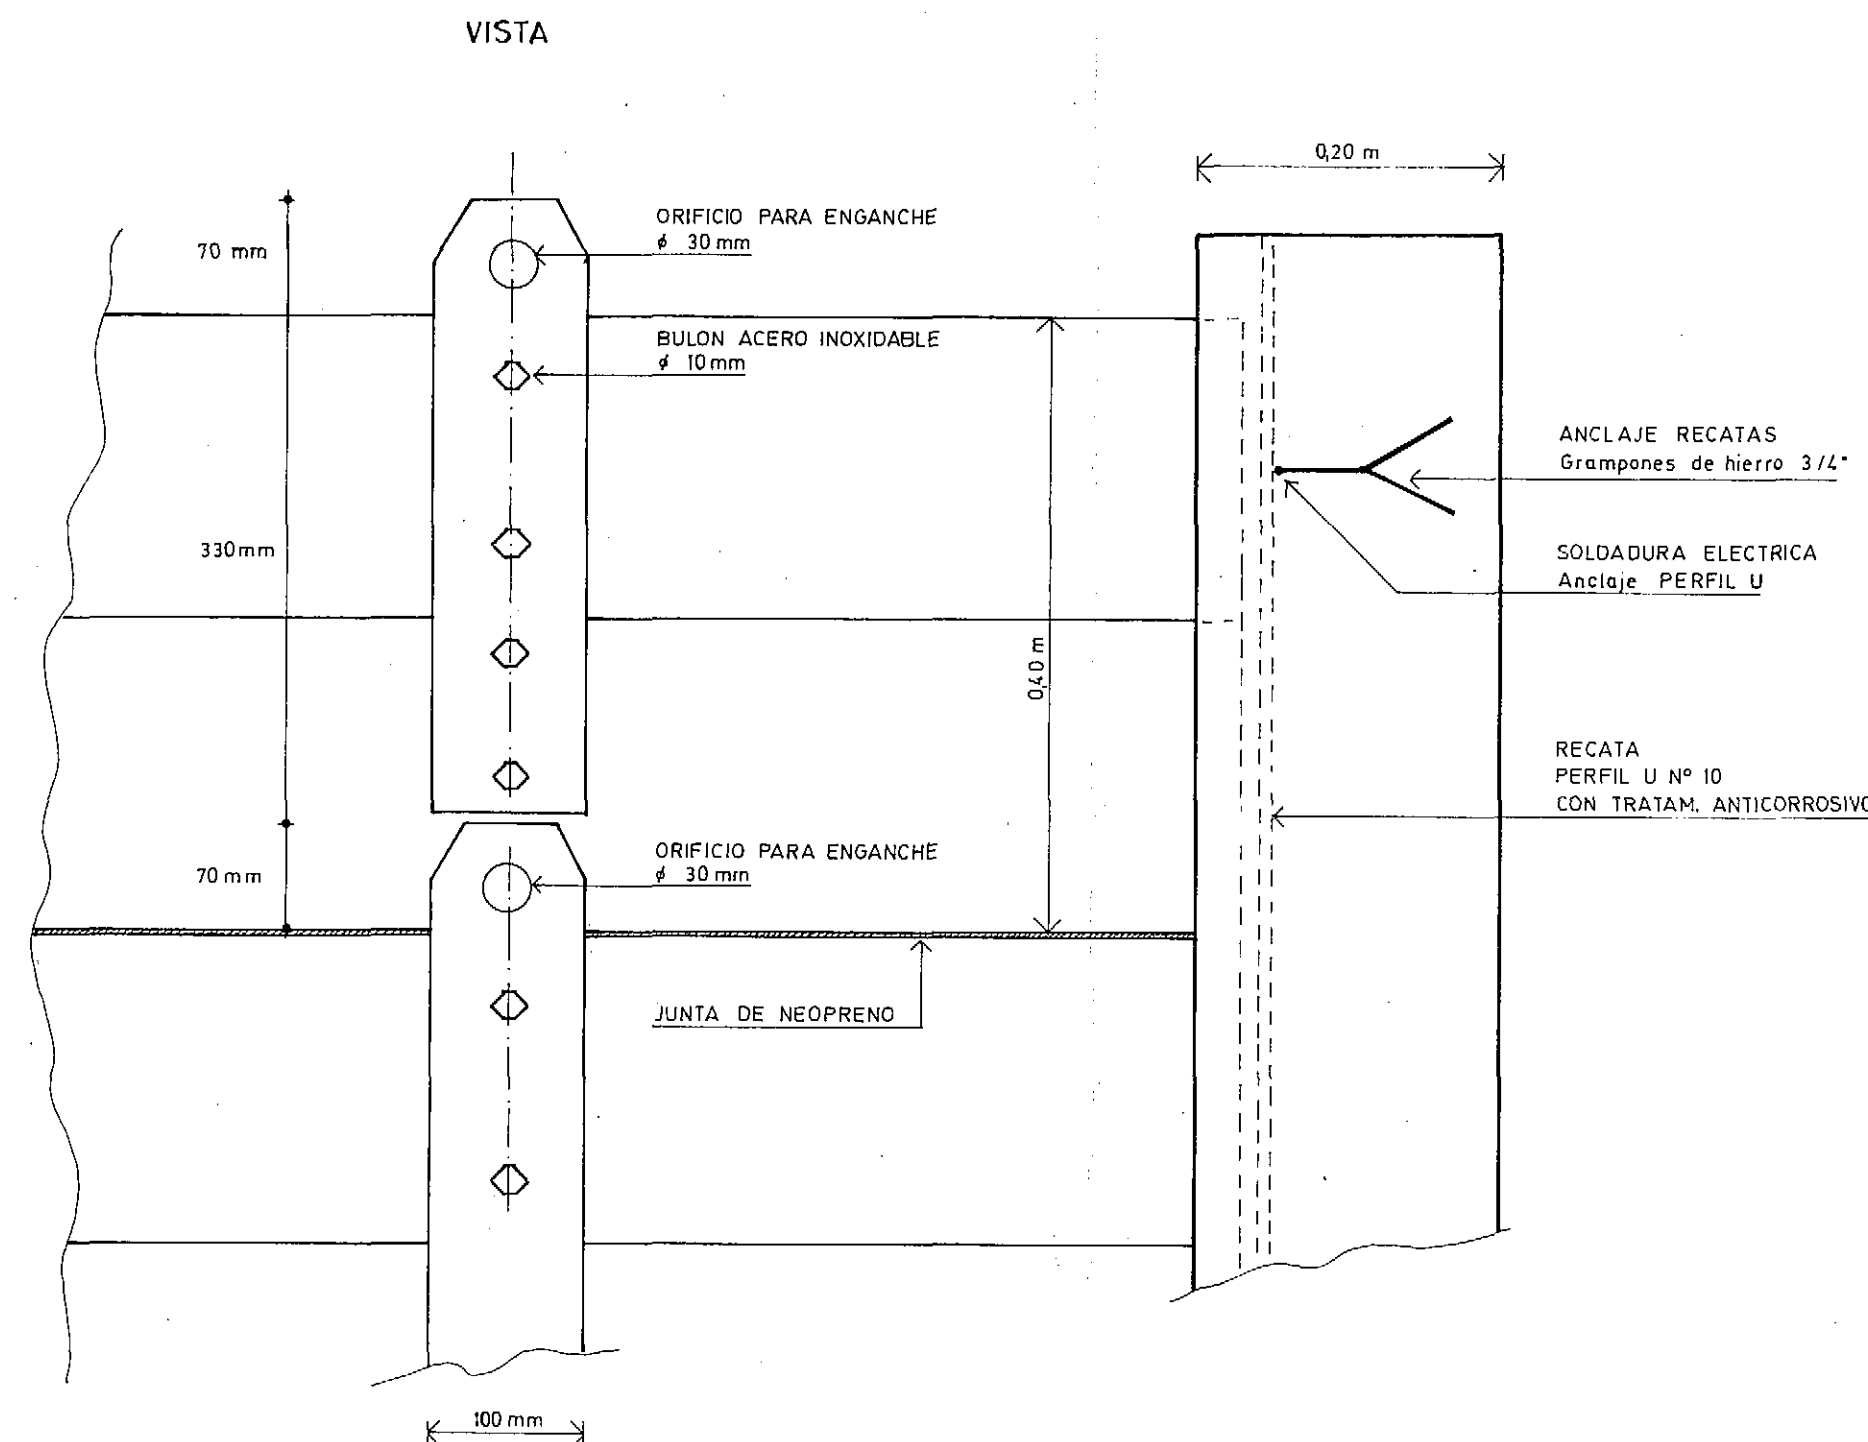 VISTA
0,20 m
ORIFICIO PARA ENGANCHE
ϕ 30 mm
70 mm
BULON ACERO INOXIDABLE
ϕ 10 mm
ANCLAJE RECATAS
Grampones de hierro 3/4"
330 mm
SOLDADURA ELECTRICA
Anclaje PERFIL U
0,40 m
RECATA
PERFIL U Nº 10
CON TRATAM. ANTICORROSIVO
ORIFICIO PARA ENGANCHE
ϕ 30 mm
70 mm
JUNTA DE NEOPRENO
100 mm